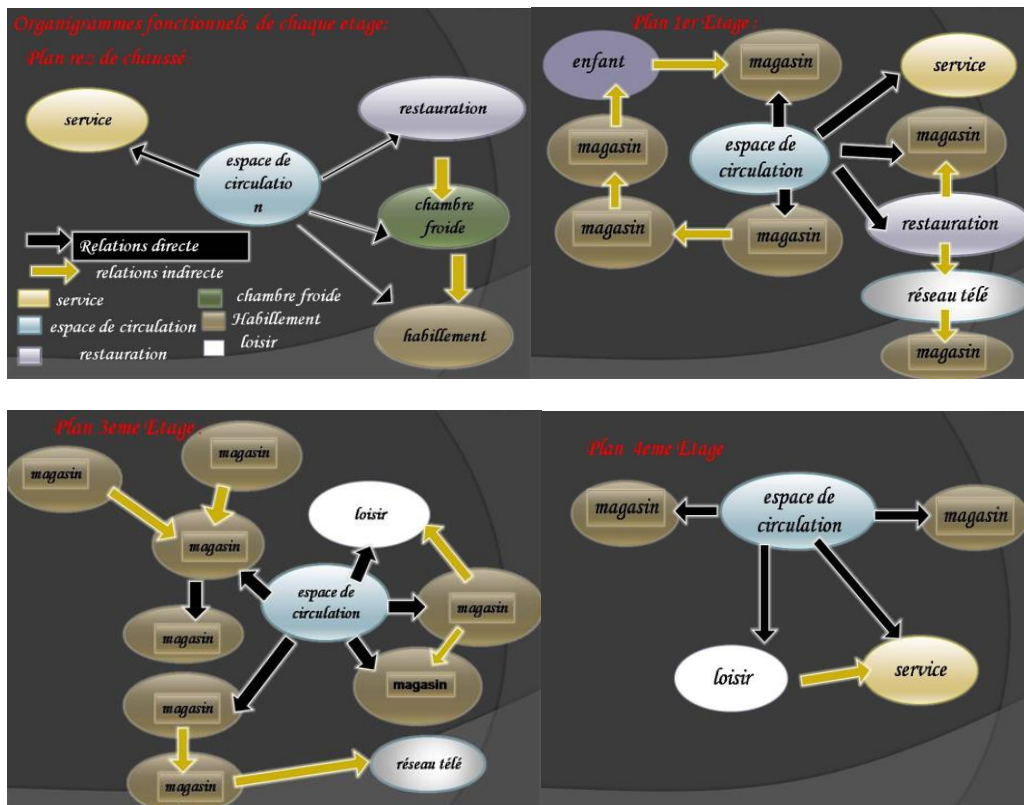 Organigrammes fonctionnels de chaque etage:
Plan rez de chaussé
service
restauration
espace de
circulatio
n
chambre
froide
habillement
Relations directe
relations indirecte
service
chambre froide
espace de circulation
Habillement
restauration
loisir
Plan 1er Etage :
enfant
magasin
service
magasin
espace de
circulation
magasin
magasin
magasin
restauration
réseau télé
magasin
Plan 3eme Etage :
magasin
magasin
loisir
magasin
espace de
circulation
magasin
magasin
magasin
magasin
réseau télé
magasin
Plan 4eme Etage
magasin
espace de
circulation
magasin
loisir
service